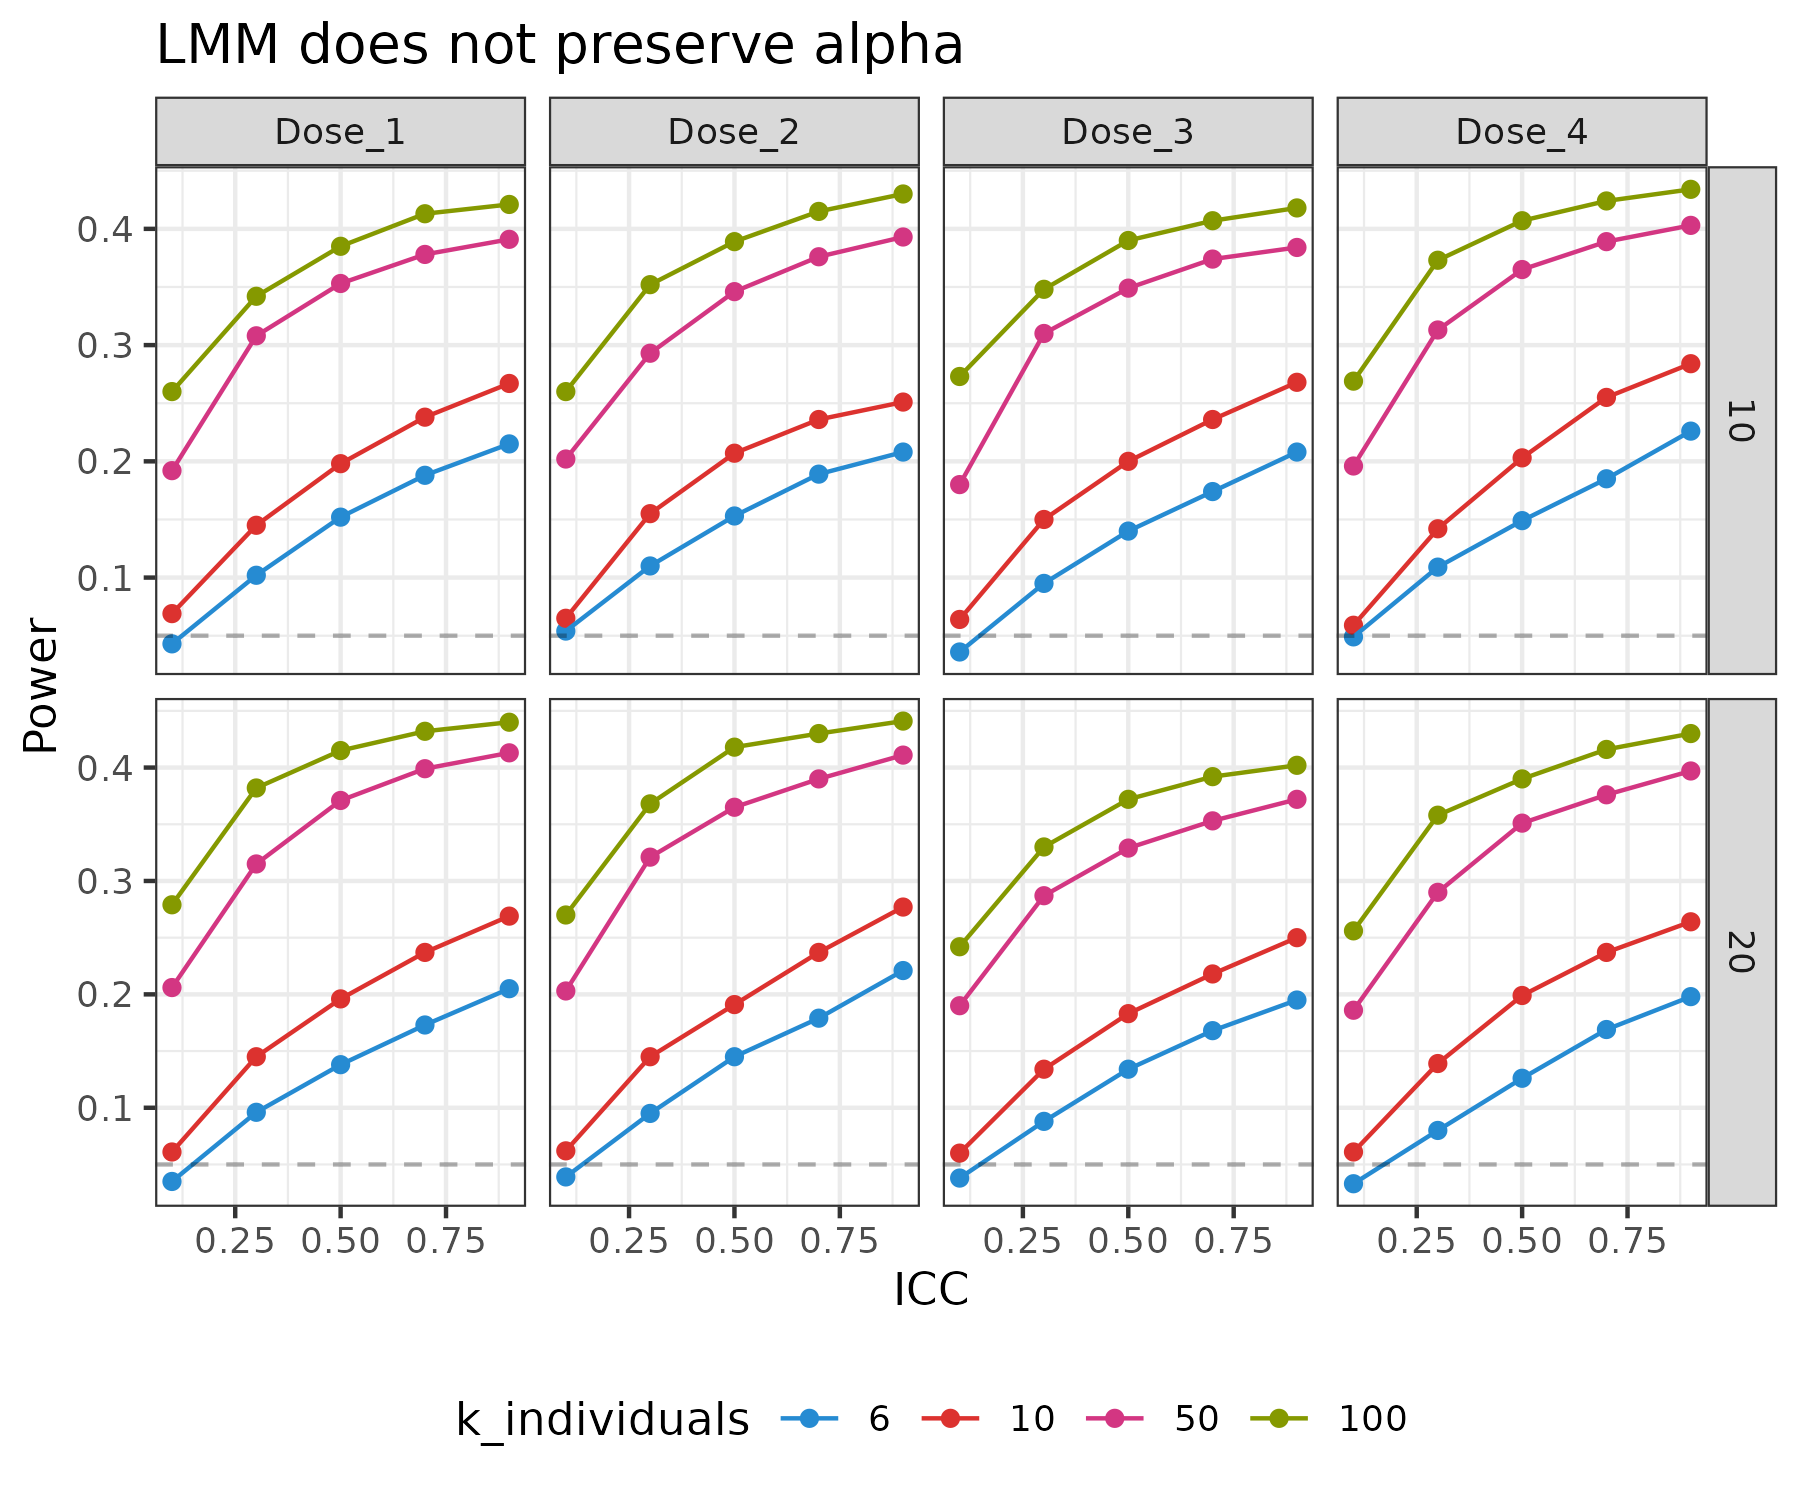 LMM does not preserve alpha
Dose_1 Dose_2 Dose_3 Dose_4
0.4
0.3
0.2
0.1
10
Power
0.4
0.3
0.2
0.1
20
0.25 0.50 0.75 0.25 0.50 0.75 0.25 0.50 0.75 0.25 0.50 0.75
ICC
k_individuals 6 10 50 100